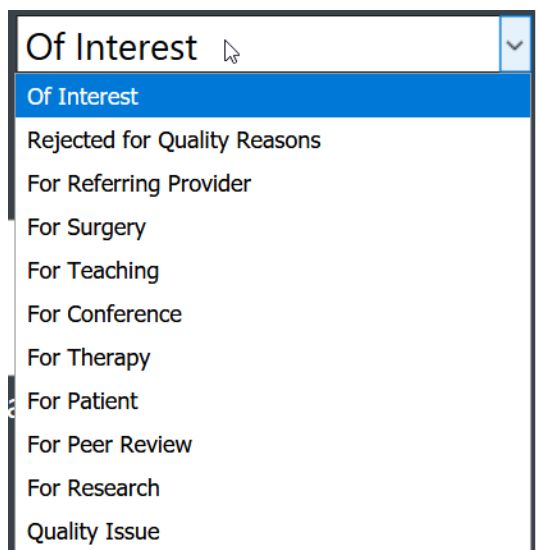 Of Interest
Of Interest
Rejected for Quality Reasons
For Referring Provider
For Surgery
For Teaching
For Conference
For Therapy
For Patient
For Peer Review
For Research
Quality Issue